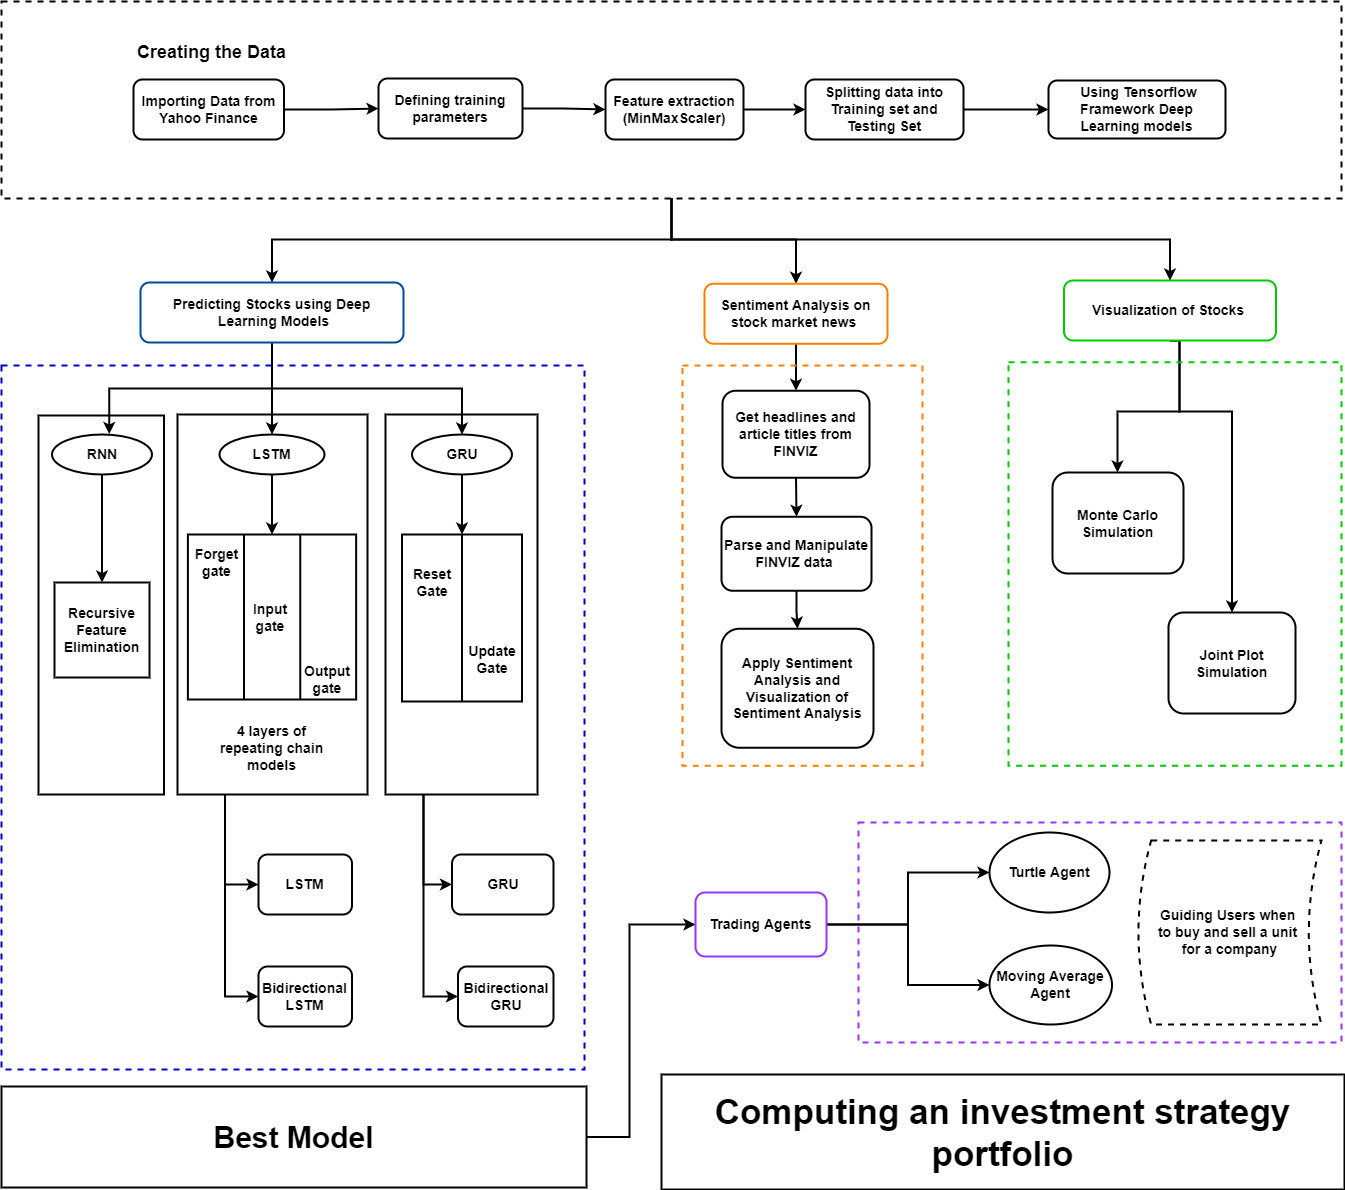 Creating the Data
Importing Data from
Yahoo Finance
Defining training
parameters
Feature extraction
(MinMaxScaler)
Splitting data into
Training set and
Testing Set
Using Tensorflow
Framework Deep
Learning models
Predicting Stocks using Deep
Learning Models
Sentiment Analysis on
stock market news
Visualization of Stocks
RNN
LSTM
GRU
Recursive
Feature
Elimination
Forget
gate
Input
gate
Output
gate
4 layers of
repeating chain
models
Reset
Gate
Update
Gate
LSTM
Bidirectional
LSTM
GRU
Bidirectional
GRU
Get headlines and
article titles from
FINVIZ
Parse and Manipulate
FINVIZ data
Apply Sentiment
Analysis and
Visualization of
Sentiment Analysis
Monte Carlo
Simulation
Joint Plot
Simulation
Trading Agents
Turtle Agent
Moving Average
Agent
Guiding Users when
to buy and sell a unit
for a company
Best Model
Computing an investment strategy
portfolio